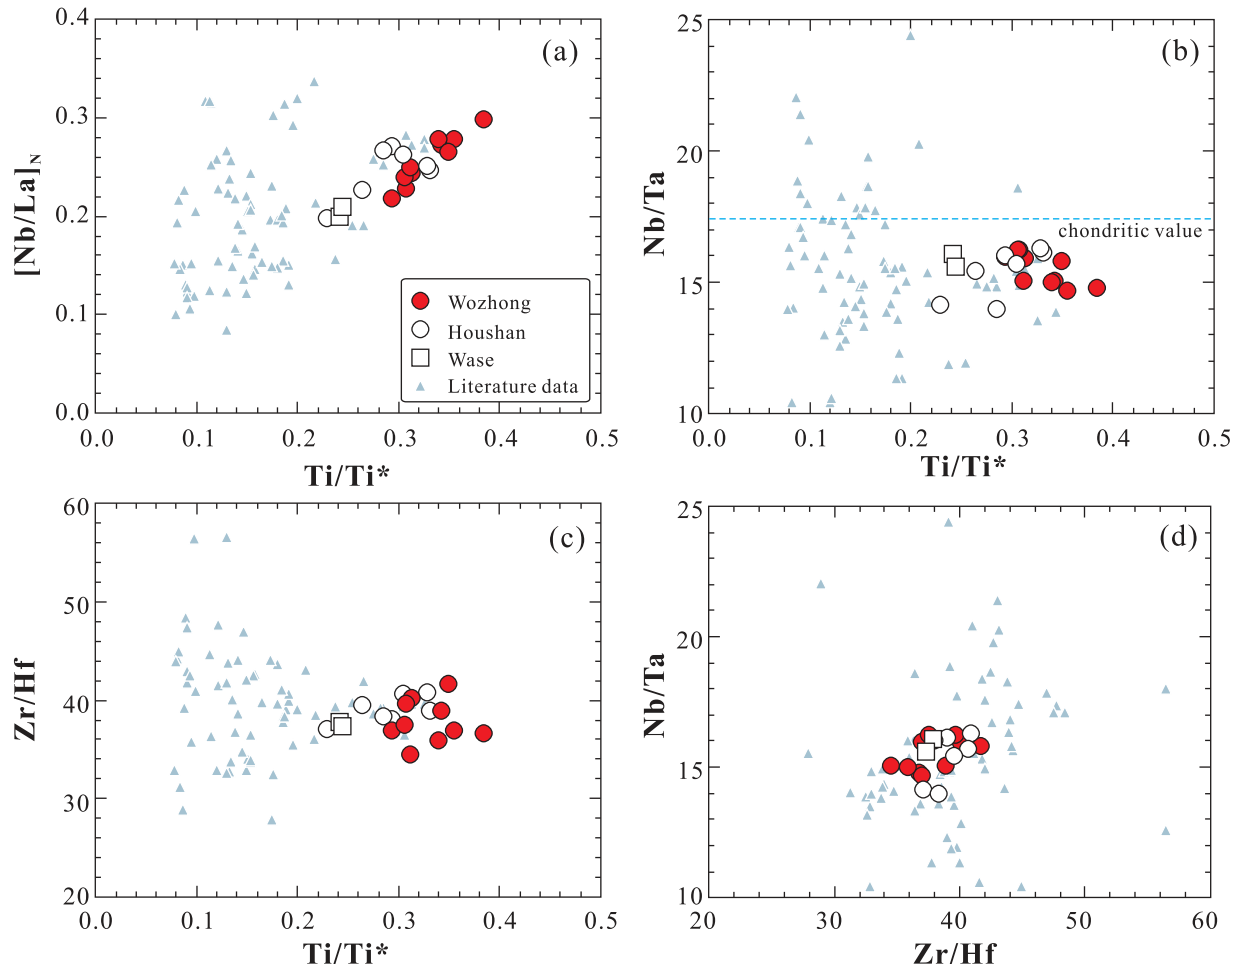 0.4
0.3
0.2
0.1
0.0
[Nb/La]N
(a)
Wozhong
Houshan
Wase
Literature data
0.0 0.1 0.2 0.3 0.4 0.5
Ti/Ti*
25
20
15
10
Nb/Ta
(b)
chondritic value
0.0 0.1 0.2 0.3 0.4 0.5
Ti/Ti*
60
50
40
30
20
Zr/Hf
(c)
0.0 0.1 0.2 0.3 0.4 0.5
Ti/Ti*
25
20
15
10
Nb/Ta
(d)
20 30 40 50 60
Zr/Hf